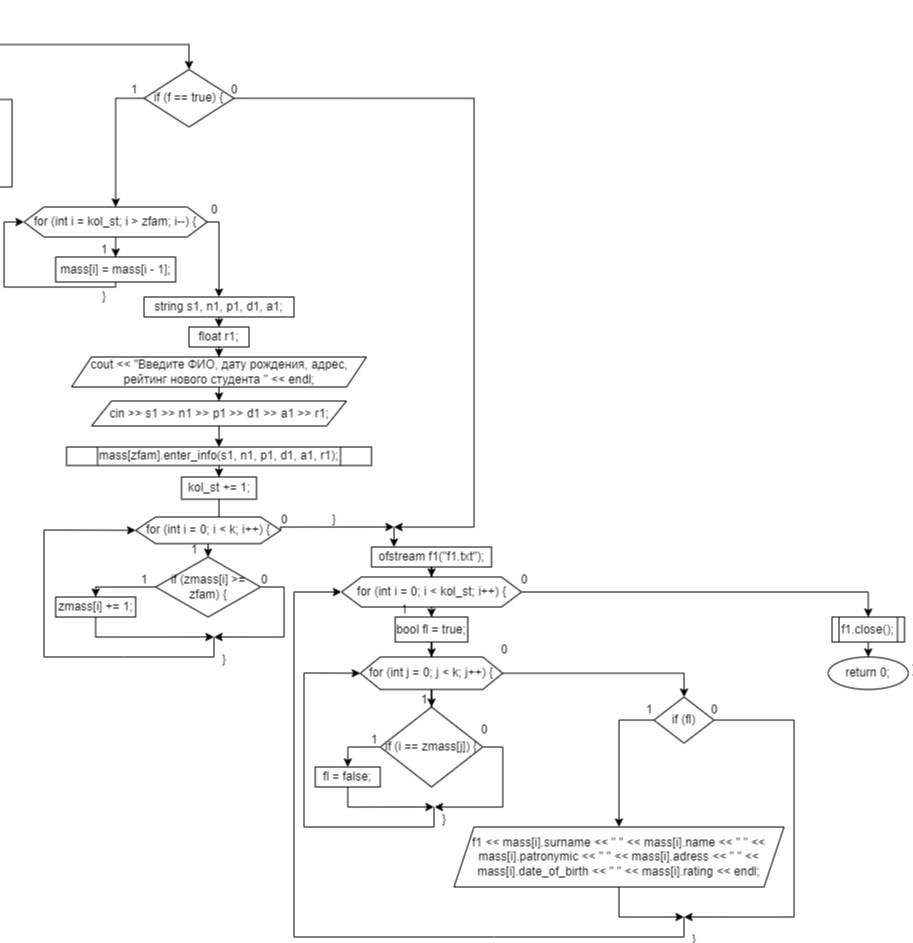 if (f == true) {
1
0
for (int i = kol_st; i > zfam; i--) {
0
1
mass[i] = mass[i - 1];
}
string s1, n1, p1, d1, a1;
float r1;
cout << "Введите ФИО, дату рождения, адрес,
рейтинг нового студента " << endl;
cin >> s1 >> n1 >> p1 >> d1 >> a1 >> r1;
mass[zfam].enter_info(s1, n1, p1, d1, a1, r1);
kol_st += 1;
for (int i = 0; i < k; i++) {
0
}
1
if (zmass[i] >=
zfam) {
1
0
zmass[i] += 1;
}
ofstream f1("f1.txt");
for (int i = 0; i < kol_st; i++) {
0
1
bool fl = true;
for (int j = 0; j < k; j++) {
0
1
if (i == zmass[j]) {
1
0
fl = false;
}
if (fl)
1
0
f1 << mass[i].surname << " " << mass[i].name << " " <<
mass[i].patronymic << " " << mass[i].adress << " " <<
mass[i].date_of_birth << " " << mass[i].rating << endl;
}
f1.close();
return 0;